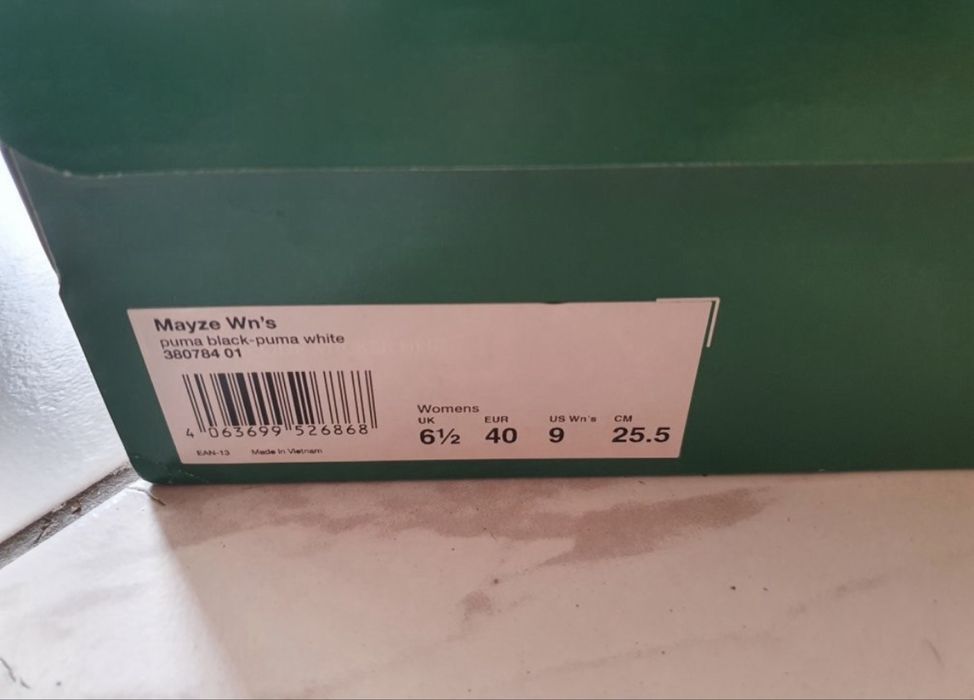 Mayze Wn's
puma black-puma white
380784 01
4 063699 526868
EAN-13 Made in Vietnam
Womens
UK EUR US Wn's CM
6½ 40 9 25.5